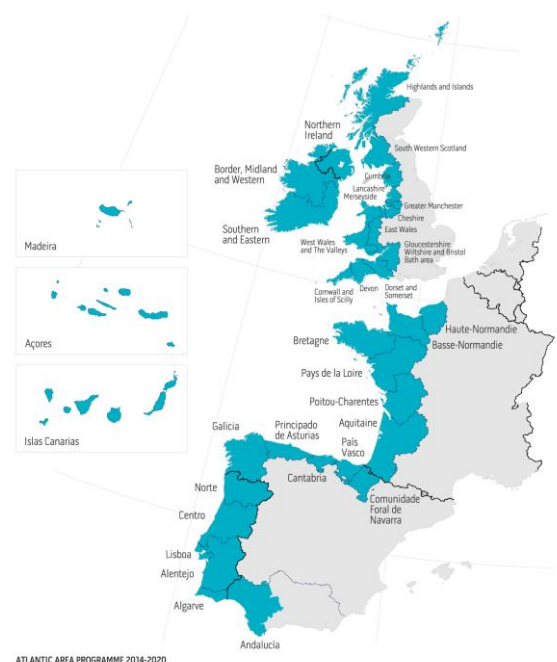 Highlands and Islands
Northern
Ireland
South Western Scotland
Border, Midland
and Western
Cumbria
Lancashire
Merseyside
Greater Manchester
Cheshire
East Wales
Southern
and Eastern
West Wales
and The Valleys
Gloucestershire
Wiltshire and Bristol
Bath area
Cornwall and
Isles of Scilly
Devon
Dorset and
Somerset
Madeira
Açores
Islas Canarias
Haute-Normandie
Basse-Normandie
Bretagne
Pays de la Loire
Poitou-Charentes
Aquitaine
Galicia
Principado
de Asturias
País
Vasco
Cantabria
Comunidade
Foral de
Navarra
Norte
Centro
Lisboa
Alentejo
Algarve
Andalucia
ATLANTIC AREA PROGRAMME 2014-2020